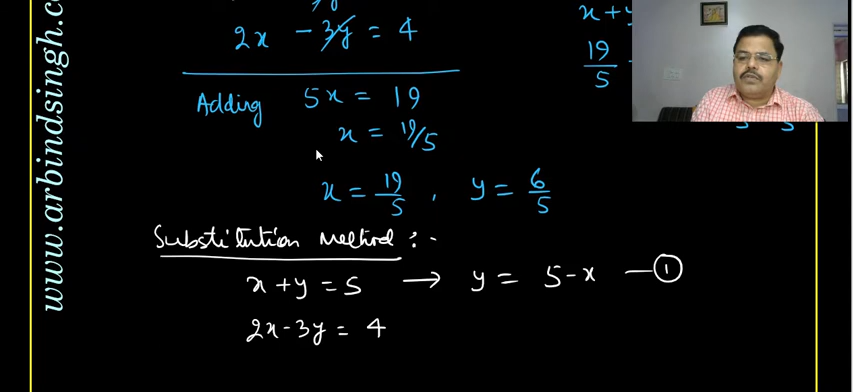 www.arbindsingh.c
2x - 3y = 4
Adding 5x = 19
x = 19/5
x = 19/5 , y = 6/5
Substitution Method :-
x + y = 5 → y = 5 - x — ①
2x - 3y = 4
x + y
19/5